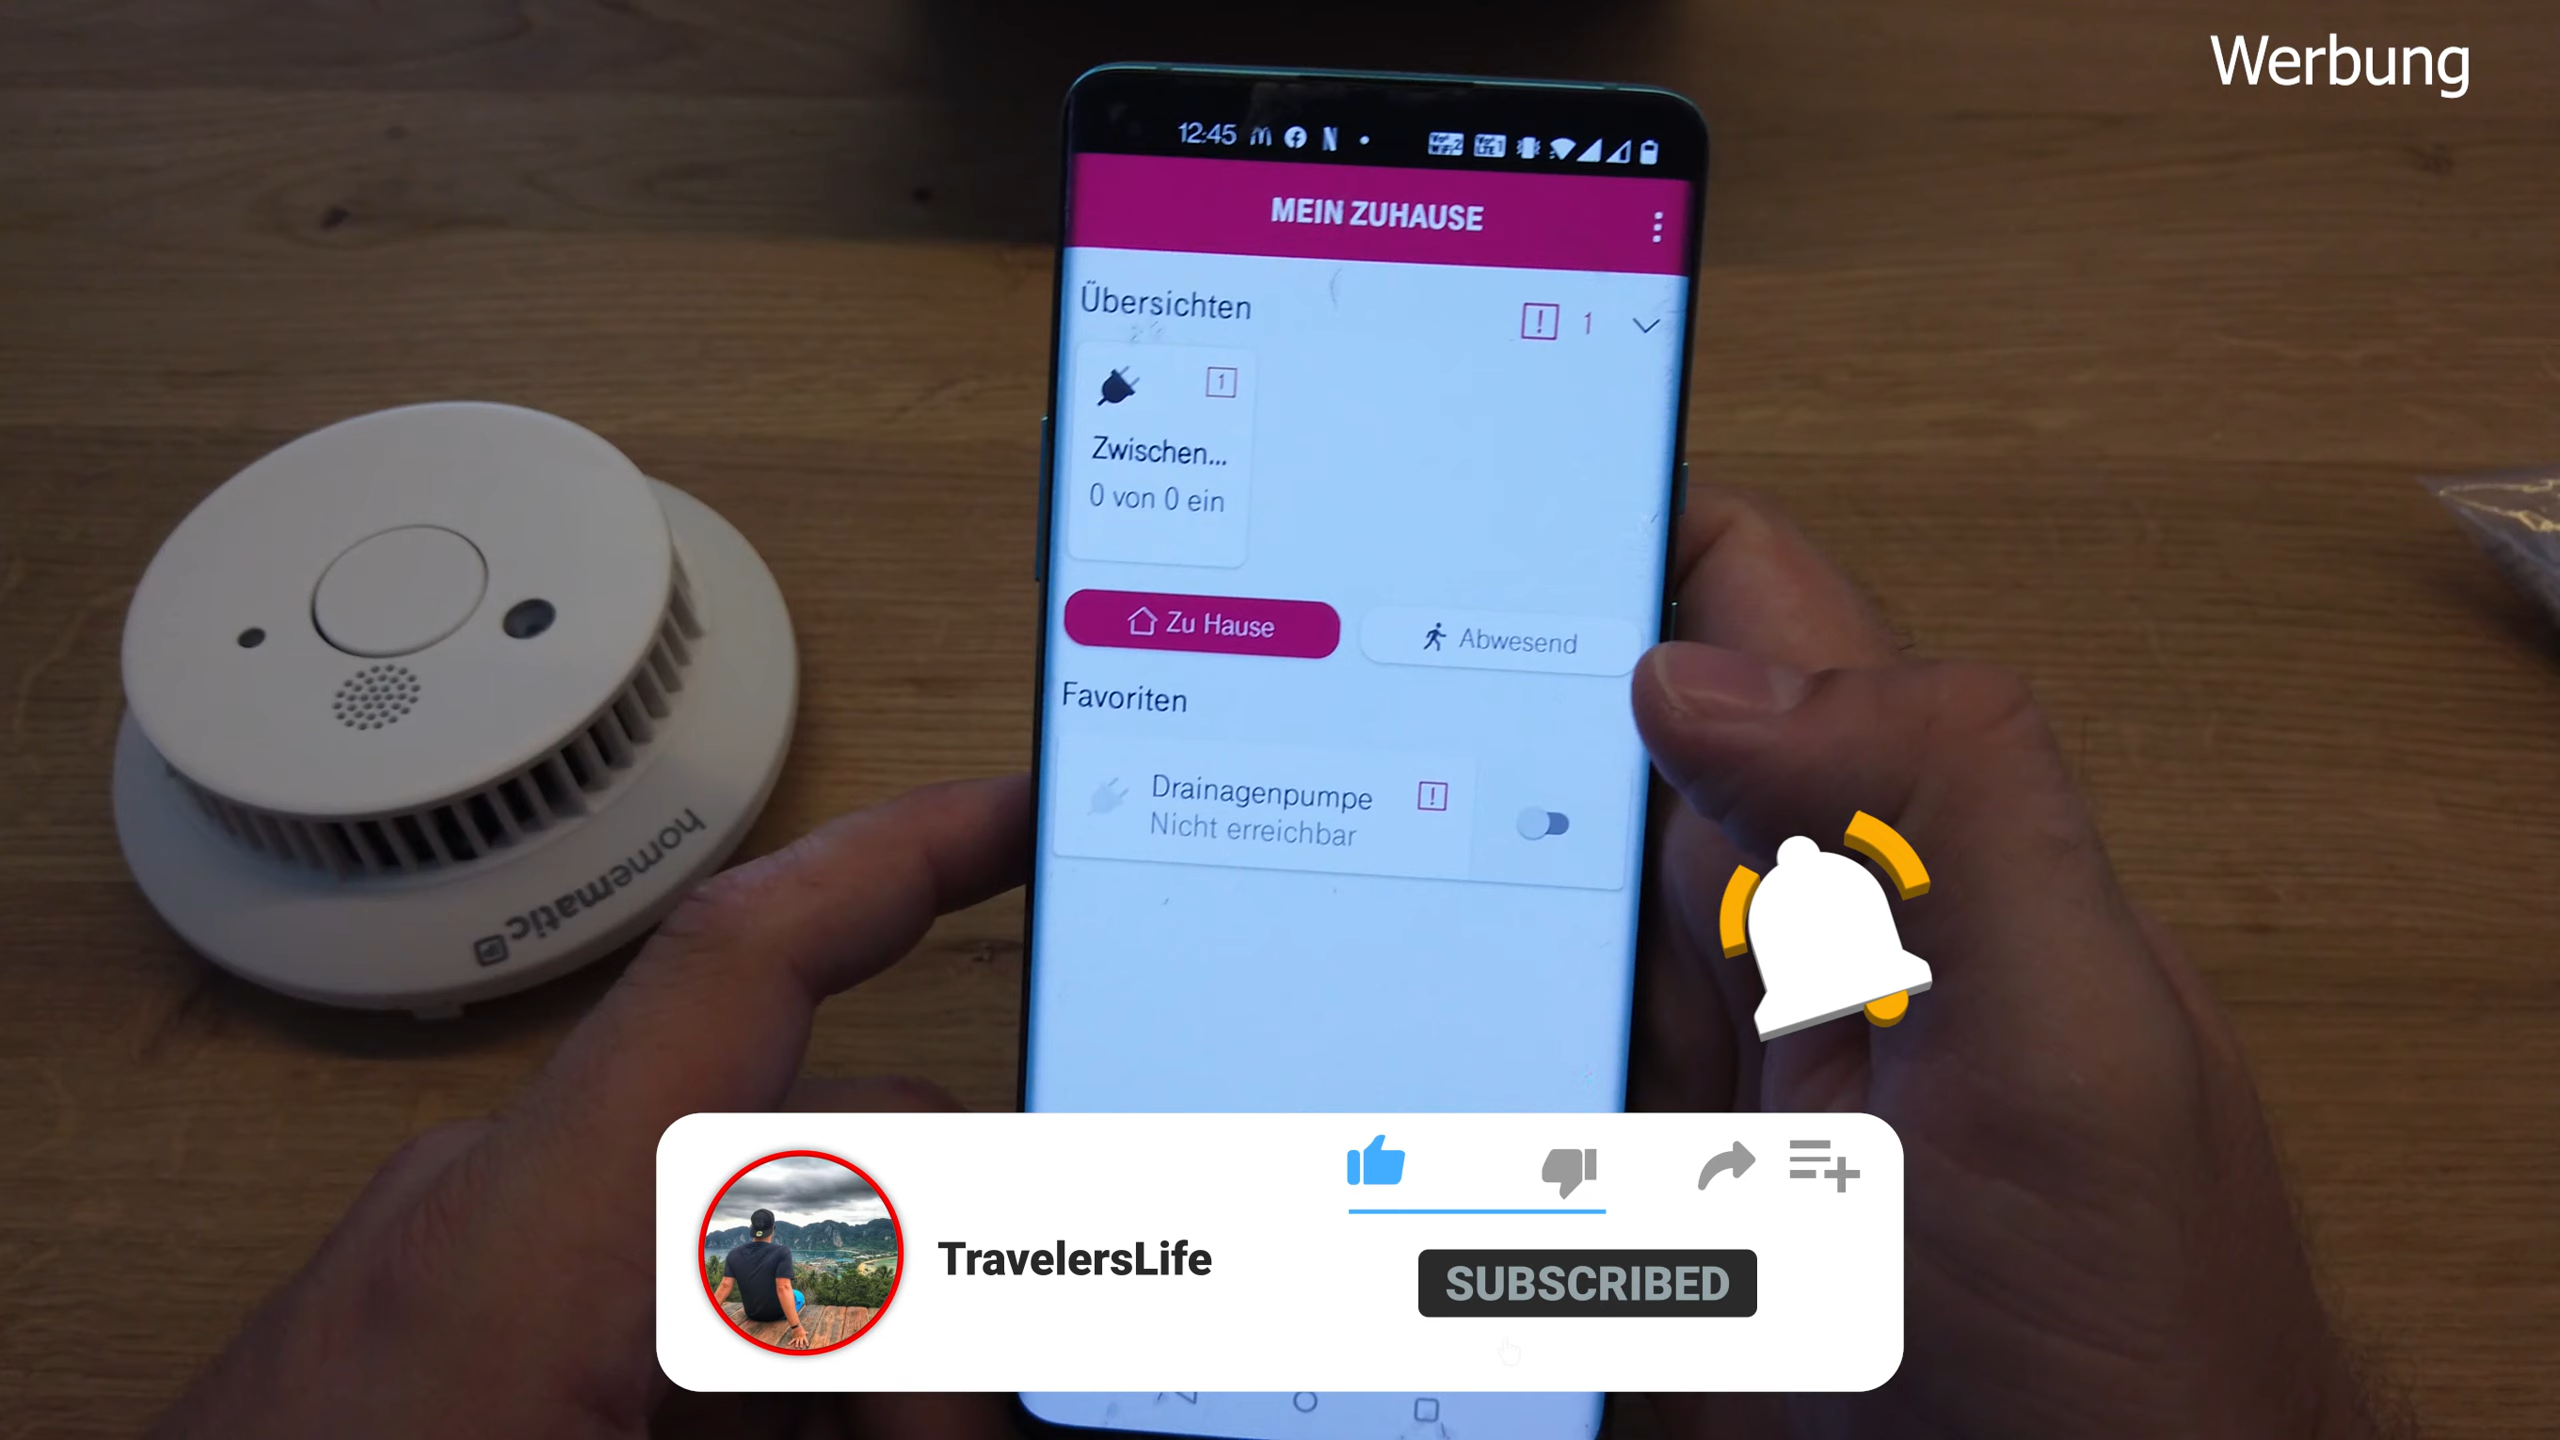 Werbung
12:45
MEIN ZUHAUSE
Übersichten
! 1
1
Zwischen...
0 von 0 ein
Zu Hause
Abwesend
Favoriten
Drainagenpumpe
!
Nicht erreichbar
homematic IP
TravelersLife
SUBSCRIBED